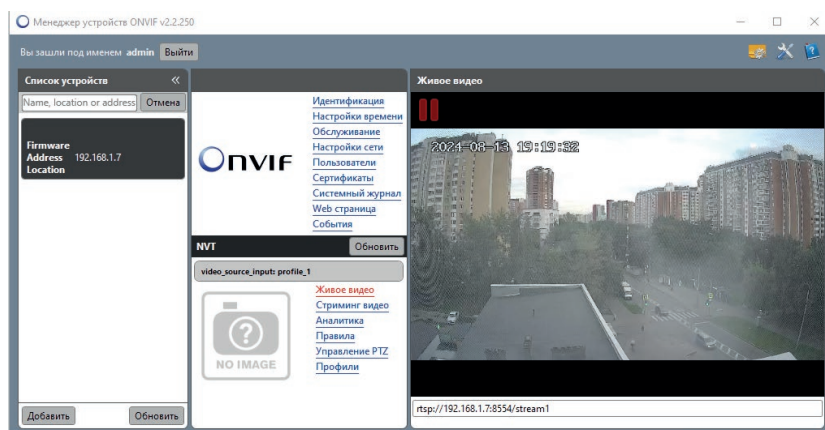 Менеджер устройств ONVIF v2.2.250
Вы зашли под именем admin Выйти
Список устройств «
Name, location or address Отмена
Firmware
Address 192.168.1.7
Location
Добавить Обновить
ONVIF
Идентификация
Настройки времени
Обслуживание
Настройки сети
Пользователи
Сертификаты
Системный журнал
Web страница
События
NVT Обновить
video_source_input: profile_1
NO IMAGE
Живое видео
Стриминг видео
Аналитика
Правила
Управление PTZ
Профили
Живое видео
2024-08-13 19:19:32
rtsp://192.168.1.7:8554/stream1